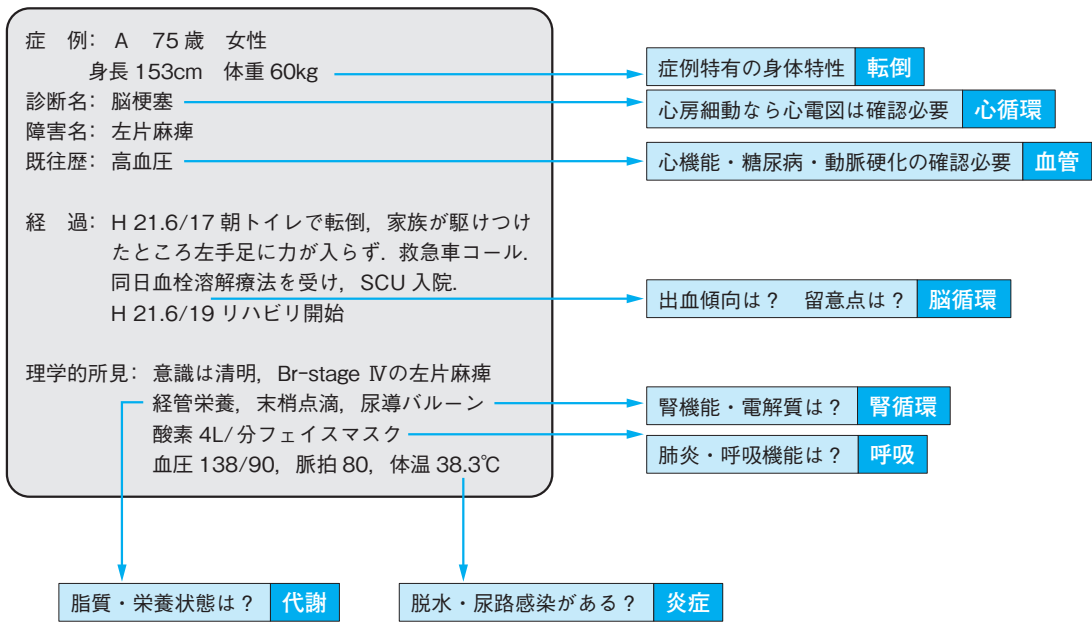 症　例： A　75 歳　女性
身長 153cm　体重 60kg
診断名： 脳梗塞
障害名： 左片麻痺
既往歴： 高血圧
経　過： H 21.6/17 朝トイレで転倒，家族が駆けつけ
たところ左手足に力が入らず．救急車コール．
同日血栓溶解療法を受け，SCU 入院．
H 21.6/19 リハビリ開始
理学的所見： 意識は清明，Br-stage Ⅳの左片麻痺
経管栄養，末梢点滴，尿導バルーン
酸素 4L/ 分フェイスマスク
血圧 138/90，脈拍 80，体温 38.3℃
症例特有の身体特性　転倒
心房細動なら心電図は確認必要　心循環
心機能・糖尿病・動脈硬化の確認必要　血管
出血傾向は？　留意点は？　脳循環
腎機能・電解質は？　腎循環
肺炎・呼吸機能は？　呼吸
脂質・栄養状態は？　代謝
脱水・尿路感染がある？　炎症